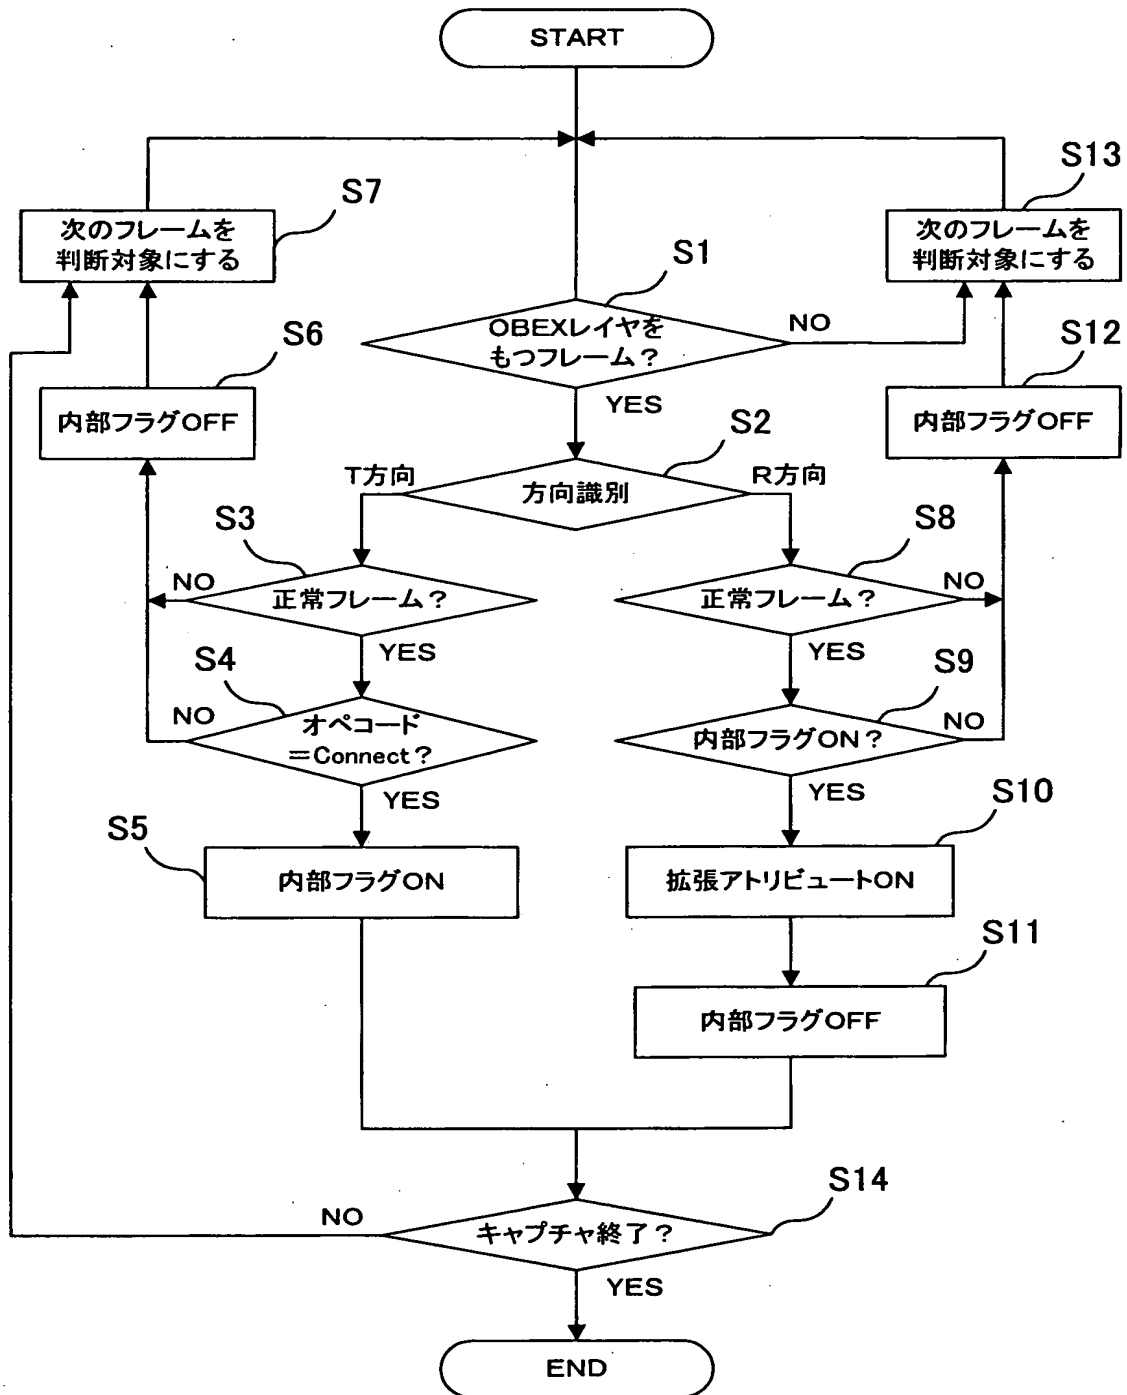 START
S13
S7
次のフレームを
判断対象にする
次のフレームを
判断対象にする
S1
OBEXレイヤを
もつフレーム?
NO
S6
S12
YES
内部フラグOFF
内部フラグOFF
S2
T方向
R方向
方向識別
S3
S8
NO
正常フレーム?
正常フレーム?
NO
YES
YES
S4
S9
NO
オペコード
=Connect?
内部フラグON?
NO
YES
YES
S10
S5
内部フラグON
拡張アトリビュートON
S11
内部フラグOFF
S14
NO
キャプチャ終了?
YES
END